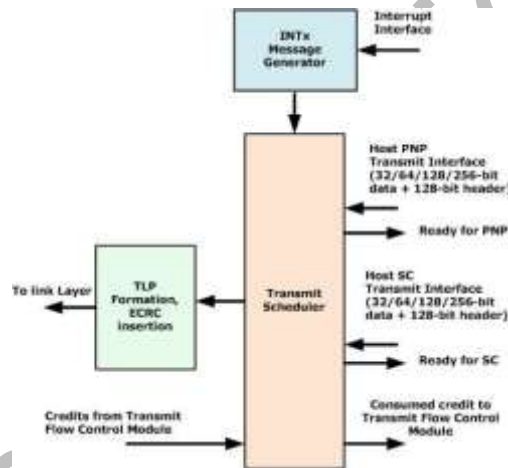 INTx
Message
Generator
Interrupt
Interface
Host PNP
Transmit Interface
(32/64/128/256-bit
data + 128-bit header)
Ready for PNP
Transmit
Scheduler
TLP
Formation,
ECRC
insertion
To link Layer
Host SC
Transmit Interface
(32/64/128/256-bit
data + 128-bit header)
Ready for SC
Credits from Transmit
Flow Control Module
Consumed credit to
Transmit Flow Control
Module